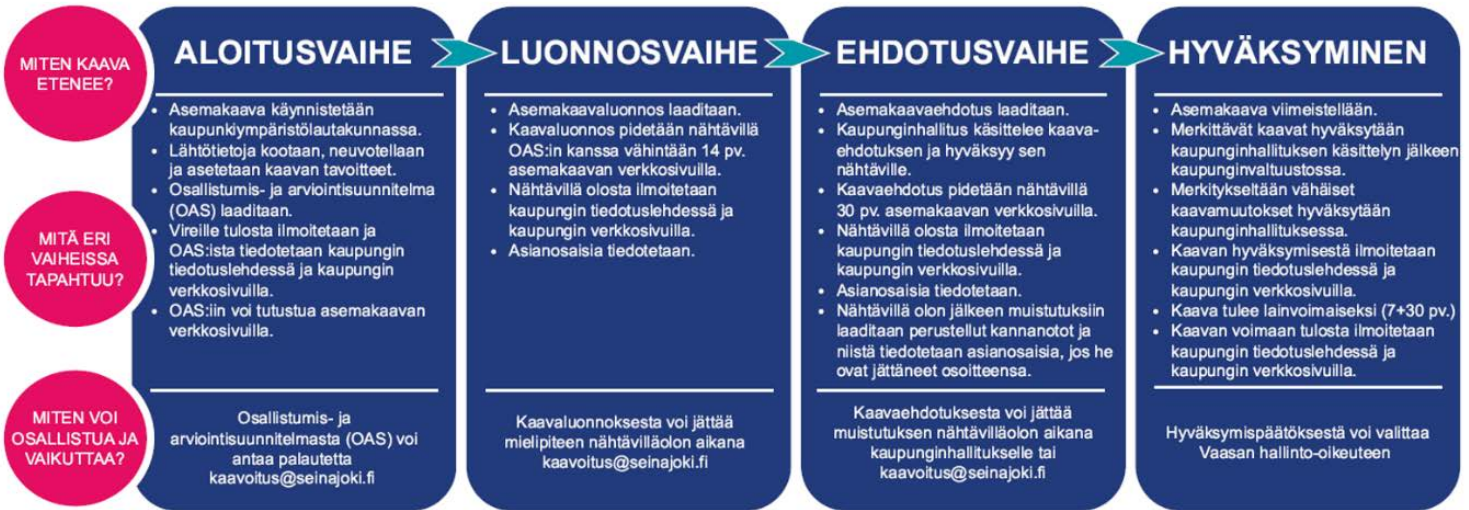 MITEN KAAVA
ETENEE?
ALOITUSVAIHE
LUONNOSVAIHE
EHDOTUSVAIHE
HYVÄKSYMINEN
MITÄ ERI
VAIHEISSA
TAPAHTUU?
• Asemakaava käynnistetään
kaupunkiympäristölautakunnassa.
• Lähtötietoja kootaan, neuvotellaan
ja asetetaan kaavan tavoitteet.
• Osallistumis- ja arviointisuunnitelma
(OAS) laaditaan.
• Vireille tulosta ilmoitetaan ja
OAS:ista tiedotetaan kaupungin
tiedotuslehdessä ja kaupungin
verkkosivuilla.
• OAS:iin voi tutustua asemakaavan
verkkosivuilla.
• Asemakaavaluonnos laaditaan.
• Kaavaluonnos pidetään nähtävillä
OAS:in kanssa vähintään 14 pv.
asemakaavan verkkosivuilla.
• Nähtävillä olosta ilmoitetaan
kaupungin tiedotuslehdessä ja
kaupungin verkkosivuilla.
• Asianosaisia tiedotetaan.
• Asemakaavaehdotus laaditaan.
• Kaupunginhallitus käsittelee kaava-
ehdotuksen ja hyväksyy sen
nähtäville.
• Kaavaehdotus pidetään nähtävillä
30 pv. asemakaavan verkkosivuilla.
• Nähtävillä olosta ilmoitetaan
kaupungin tiedotuslehdessä ja
kaupungin verkkosivuilla.
• Asianosaisia tiedotetaan.
• Nähtävillä olon jälkeen muistutuksiin
laaditaan perustellut kannanotot ja
niistä tiedotetaan asianosaisia, jos he
ovat jättäneet osoitteensa.
• Asemakaava viimeistellään.
• Merkittävät kaavat hyväksytään
kaupunginhallituksen käsittelyn jälkeen
kaupunginvaltuustossa.
• Merkitykseltään vähäiset
kaavamuutokset hyväksytään
kaupunginhallituksessa.
• Kaavan hyväksymisestä ilmoitetaan
kaupungin tiedotuslehdessä ja
kaupungin verkkosivuilla.
• Kaava tulee lainvoimaiseksi (7+30 pv.)
• Kaavan voimaan tulosta ilmoitetaan
kaupungin tiedotuslehdessä ja
kaupungin verkkosivuilla.
MITEN VOI
OSALLISTUA JA
VAIKUTTAA?
Osallistumis- ja
arviointisuunnitelmasta (OAS) voi
antaa palautetta
kaavoitus@seinajoki.fi
Kaavaluonnoksesta voi jättää
mielipiteen nähtävilläolon aikana
kaavoitus@seinajoki.fi
Kaavaehdotuksesta voi jättää
muistutuksen nähtävilläolon aikana
kaupunginhallitukselle tai
kaavoitus@seinajoki.fi
Hyväksymispäätöksestä voi valittaa
Vaasan hallinto-oikeuteen